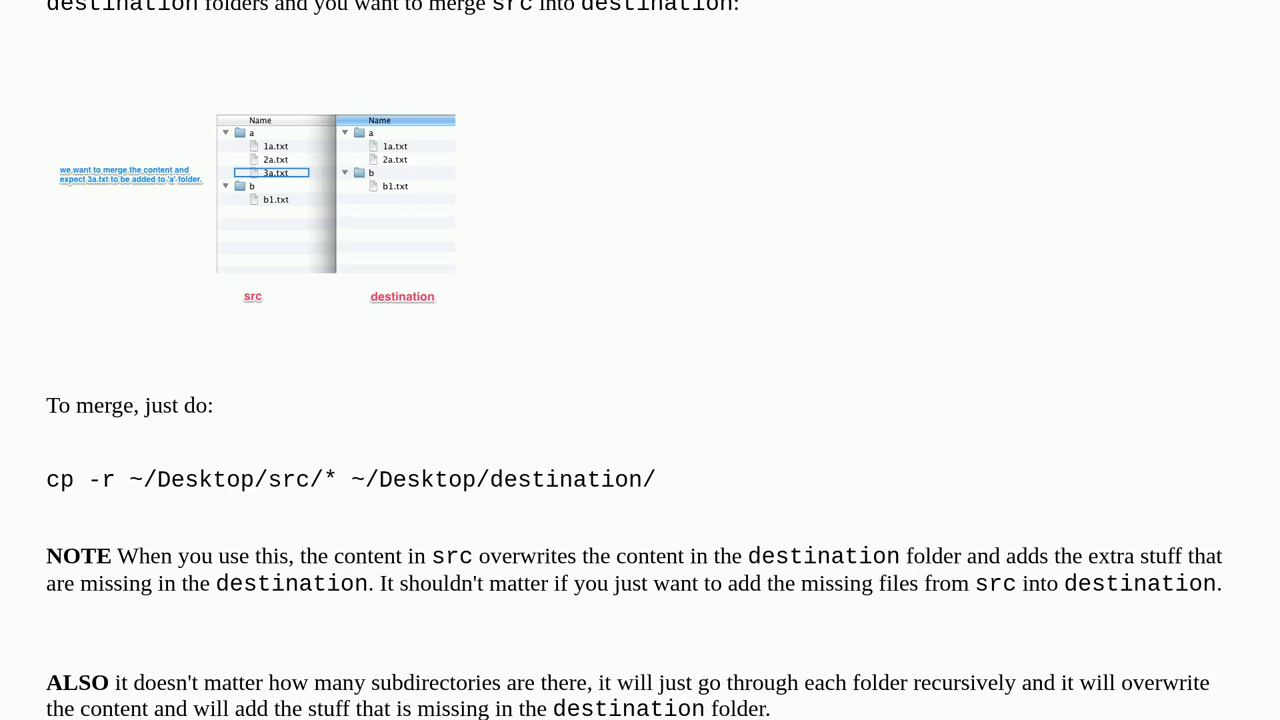 destination folders and you want to merge src into destination:
Name Name
a a
1a.txt 1a.txt
2a.txt 2a.txt
we want to merge the content and
expect 3a.txt to be added to 'a' folder.
3a.txt b
b b1.txt
b1.txt
src destination
To merge, just do:
cp -r ~/Desktop/src/* ~/Desktop/destination/
NOTE When you use this, the content in src overwrites the content in the destination folder and adds the extra stuff that
are missing in the destination. It shouldn't matter if you just want to add the missing files from src into destination.
ALSO it doesn't matter how many subdirectories are there, it will just go through each folder recursively and it will overwrite
the content and will add the stuff that is missing in the destination folder.